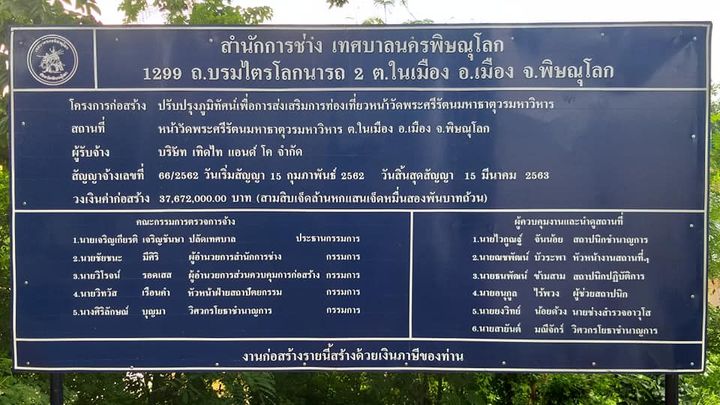 สำนักการช่าง เทศบาลนครพิษณุโลก
1299 ถ.บรมไตรโลกนารถ 2 ต.ในเมือง อ.เมือง จ.พิษณุโลก
โครงการก่อสร้าง ปรับปรุงภูมิทัศน์เพื่อการส่งเสริมการท่องเที่ยวหน้าวัดพระศรีรัตนมหาธาตุวรมหาวิหาร
สถานที่ หน้าวัดพระศรีรัตนมหาธาตุวรมหาวิหาร ต.ในเมือง อ.เมือง จ.พิษณุโลก
ผู้รับจ้าง บริษัท เทิดไท แอนด์ โค จำกัด
สัญญาจ้างเลขที่ 66/2562 วันเริ่มสัญญา 15 กุมภาพันธ์ 2562 วันสิ้นสุดสัญญา 15 มีนาคม 2563
วงเงินค่าก่อสร้าง 37,672,000.00 บาท (สามสิบเจ็ดล้านหกแสนเจ็ดหมื่นสองพันบาทถ้วน)
คณะกรรมการตรวจการจ้าง
1.นายเจริญเกียรติ เจริญชันษา ปลัดเทศบาล ประธานกรรมการ
2.นายชัยชนะ มีศิริ ผู้อำนวยการสำนักการช่าง กรรมการ
3.นายวิโรจน์ รอดเสส ผู้อำนวยการส่วนควบคุมการก่อสร้าง กรรมการ
4.นายวิทวัส เรือนคำ หัวหน้าฝ่ายสถาปัตยกรรม กรรมการ
5.นางศิริลักษณ์ บุญมา วิศวกรโยธาชำนาญการ กรรมการ
ผู้ควบคุมงานและนำดูสถานที่
1.นายไวกูณฐ์ จันน้อย สถาปนิกชำนาญการ
2.นายณชพัฒน์ บัวระพา หัวหน้างานสถานที่ฯ
3.นายธนพัฒน์ ข้ามสาม สถาปนิกปฏิบัติการ
4.นายอนุกูล ไร่พวง ผู้ช่วยสถาปนิก
5.นายยงวิทย์ น้อยด้วง นายช่างสำรวจอาวุโส
6.นายสายันต์ มณีจักร์ วิศวกรโยธาชำนาญการ
งานก่อสร้างรายนี้สร้างด้วยเงินภาษีของท่าน